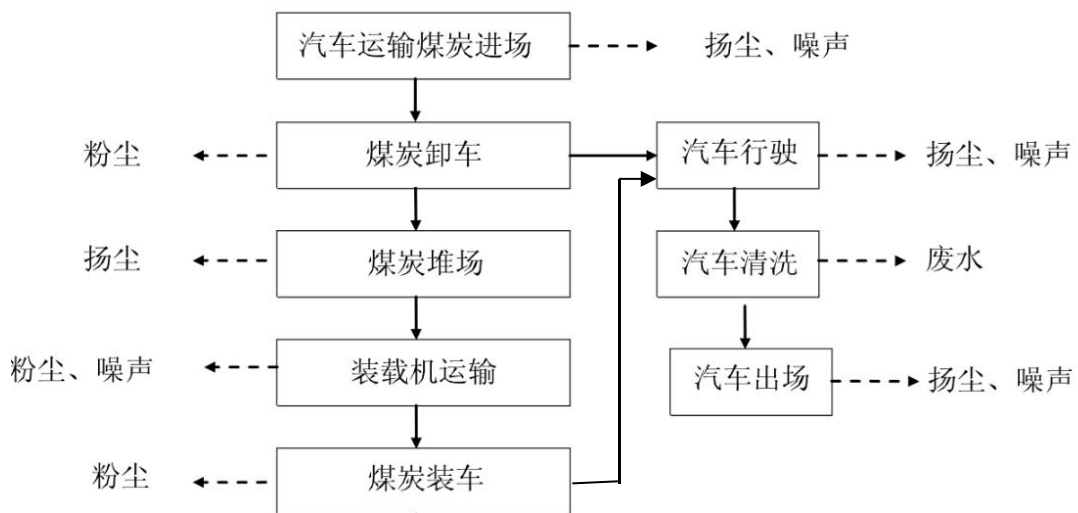 汽车运输煤炭进场
扬尘、噪声
粉尘
煤炭卸车
汽车行驶
扬尘、噪声
扬尘
煤炭堆场
汽车清洗
废水
粉尘、噪声
装载机运输
汽车出场
扬尘、噪声
粉尘
煤炭装车